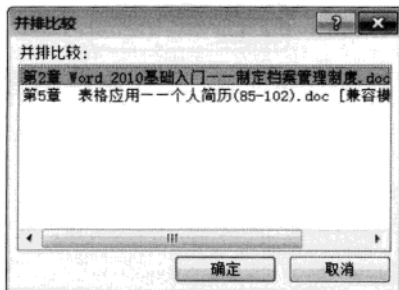 并排比较
并排比较:
第2章 Word 2010基础入门——制定档案管理制度.doc
第5章 表格应用——个人简历(85-102).doc [兼容模
确定
取消